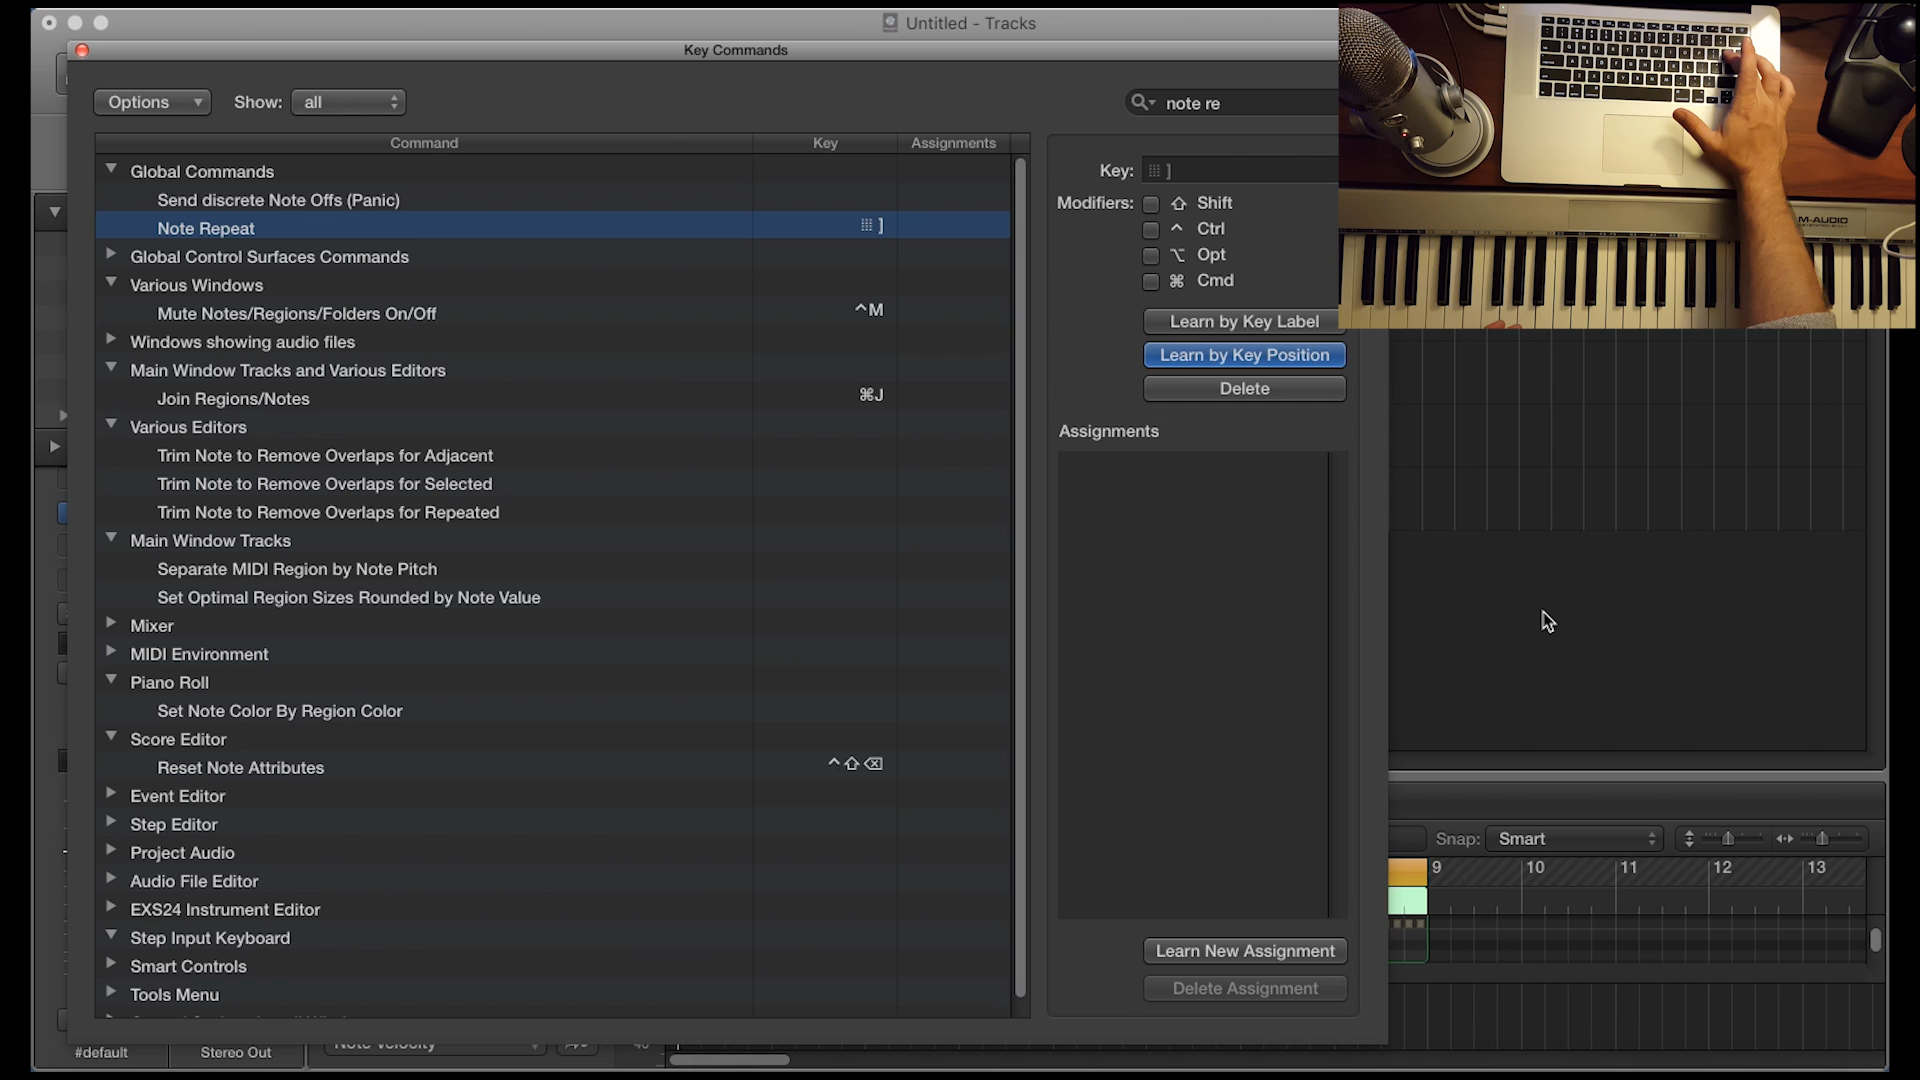 Untitled - Tracks
Key Commands
Options
Show: all
note re
Command Key Assignments
Global Commands
Send discrete Note Offs (Panic)
Note Repeat ]
Global Control Surfaces Commands
Various Windows
Mute Notes/Regions/Folders On/Off ^M
Windows showing audio files
Main Window Tracks and Various Editors
Join Regions/Notes ⌘J
Various Editors
Trim Note to Remove Overlaps for Adjacent
Trim Note to Remove Overlaps for Selected
Trim Note to Remove Overlaps for Repeated
Main Window Tracks
Separate MIDI Region by Note Pitch
Set Optimal Region Sizes Rounded by Note Value
Mixer
MIDI Environment
Piano Roll
Set Note Color By Region Color
Score Editor
Reset Note Attributes ^⇧⌫
Event Editor
Step Editor
Project Audio
Audio File Editor
EXS24 Instrument Editor
Step Input Keyboard
Smart Controls
Tools Menu
Key: ]
Modifiers: ⇧ Shift
^ Ctrl
⌥ Opt
⌘ Cmd
Learn by Key Label
Learn by Key Position
Delete
Assignments
Learn New Assignment
Delete Assignment
M-AUDIO
Snap: Smart
9 10 11 12 13
#default
Stereo Out
Note Velocity